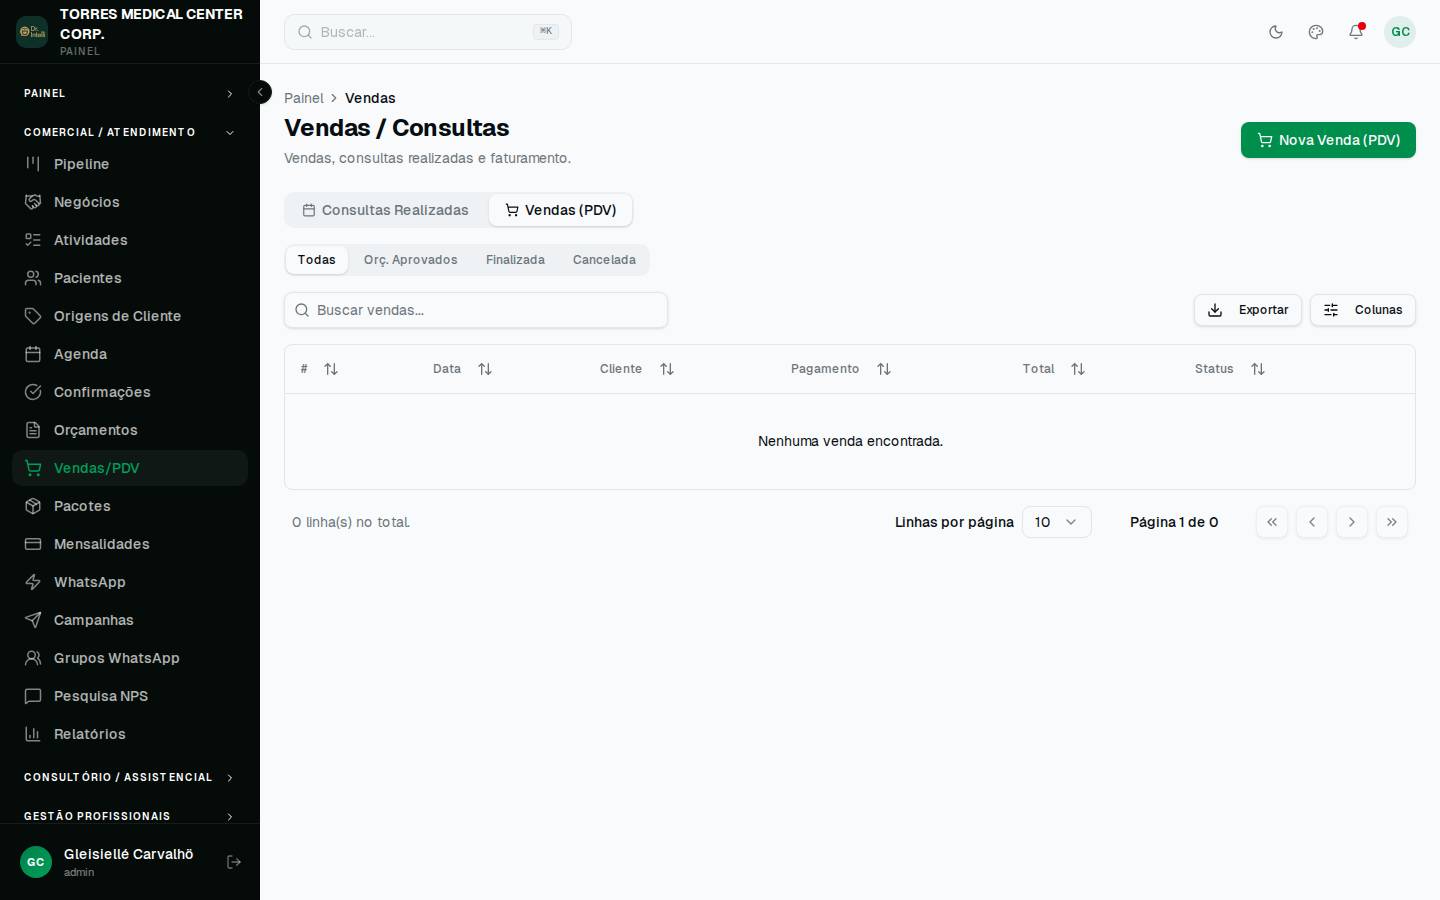 TORRES MEDICAL CENTER
CORP.
PAINEL
Dr.
Intelli
Buscar...
⌘K
GC
PAINEL
COMERCIAL / ATENDIMENTO
Pipeline
Negócios
Atividades
Pacientes
Origens de Cliente
Agenda
Confirmações
Orçamentos
Vendas/PDV
Pacotes
Mensalidades
WhatsApp
Campanhas
Grupos WhatsApp
Pesquisa NPS
Relatórios
CONSULTÓRIO / ASSISTENCIAL
GESTÃO PROFISSIONAIS
GC
Gleisiellé Carvalhö
admin
Painel > Vendas
Vendas / Consultas
Vendas, consultas realizadas e faturamento.
Nova Venda (PDV)
Consultas Realizadas Vendas (PDV)
Todas Orç. Aprovados Finalizada Cancelada
Buscar vendas...
Exportar Colunas
# Data Cliente Pagamento Total Status
Nenhuma venda encontrada.
0 linha(s) no total.
Linhas por página 10 Página 1 de 0